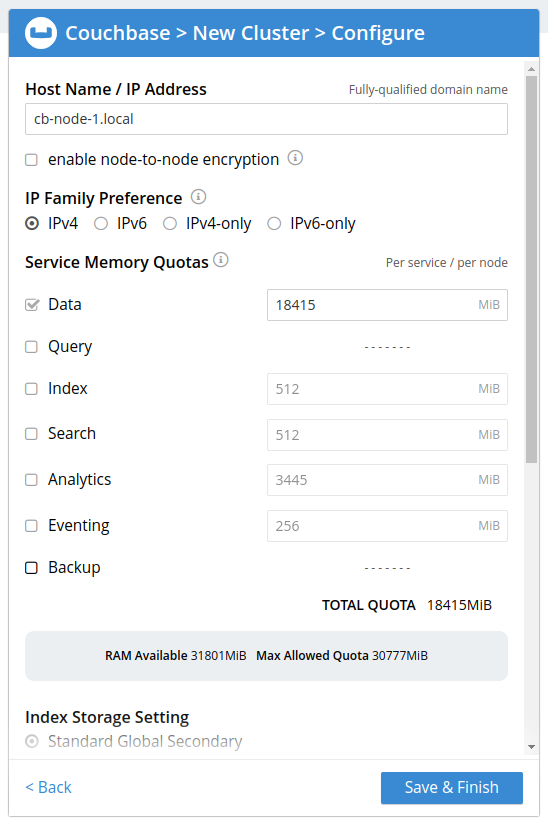 Couchbase > New Cluster > Configure
Host Name / IP Address Fully-qualified domain name
cb-node-1.local
enable node-to-node encryption
IP Family Preference
IPv4 IPv6 IPv4-only IPv6-only
Service Memory Quotas Per service / per node
Data 18415 MiB
Query -------
Index 512 MiB
Search 512 MiB
Analytics 3445 MiB
Eventing 256 MiB
Backup -------
TOTAL QUOTA 18415MiB
RAM Available 31801MiB Max Allowed Quota 30777MiB
Index Storage Setting
Standard Global Secondary
< Back Save & Finish